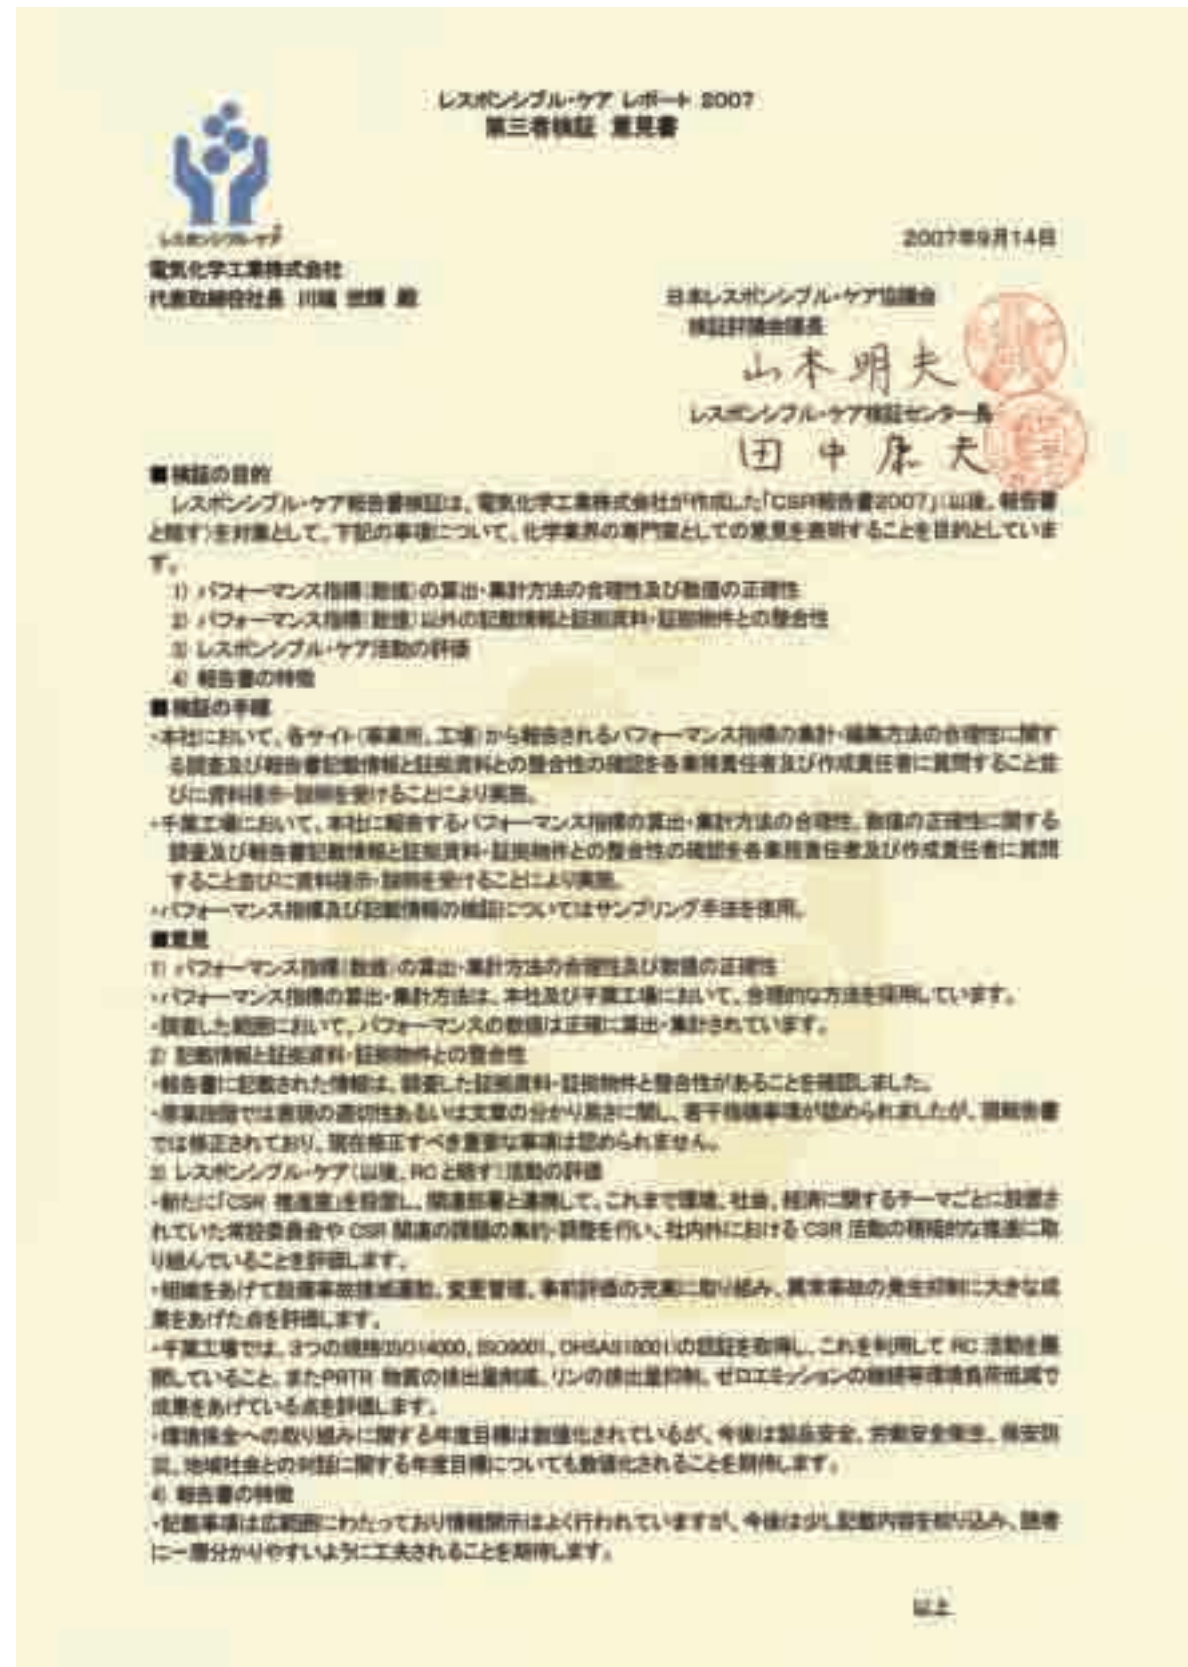 レスポンシブル・ケア レポート 2007
第三者検証 意見書
レスポンシブル・ケア
2007年9月14日
電気化学工業株式会社
代表取締役社長 川端 世輝 殿
日本レスポンシブル・ケア協議会
検証評議会議長
山本明夫
レスポンシブル・ケア検証センター長
田中康夫
■検証の目的
レスポンシブル・ケア報告書検証は、電気化学工業株式会社が作成した「CSR報告書2007」(以後、報告書
と略す)を対象として、下記の事項について、化学業界の専門家としての意見を表明することを目的としていま
す。
1) パフォーマンス指標(数値)の算出・集計方法の合理性及び数値の正確性
2) パフォーマンス指標(数値)以外の記載情報と証拠資料・証拠物件との整合性
3) レスポンシブル・ケア活動の評価
4) 報告書の特徴
■検証の手順
・本社において、各サイト(事業所、工場)から報告されるパフォーマンス指標の集計・編集方法の合理性に関す
る調査及び報告書記載情報と証拠資料との整合性の確認を各業務責任者及び作成責任者に質問すること並
びに資料提示・説明を受けることにより実施。
・千葉工場において、本社に報告するパフォーマンス指標の算出・集計方法の合理性、数値の正確性に関する
調査及び報告書記載情報と証拠資料・証拠物件との整合性の確認を各業務責任者及び作成責任者に質問
すること並びに資料提示・説明を受けることにより実施。
・パフォーマンス指標及び記載情報の検証についてはサンプリング手法を使用。
■意見
1) パフォーマンス指標(数値)の算出・集計方法の合理性及び数値の正確性
・パフォーマンス指標の算出・集計方法は、本社及び千葉工場において、合理的な方法を採用しています。
・調査した範囲において、パフォーマンスの数値は正確に算出・集計されています。
2) 記載情報と証拠資料・証拠物件との整合性
・報告書に記載された情報は、調査した証拠資料・証拠物件と整合性があることを確認しました。
・原案段階では表現の適切性あるいは文章の分かり易さに関し、若干指摘事項が認められましたが、現報告書
では修正されており、現在修正すべき重要な事項は認められません。
3) レスポンシブル・ケア(以後、RCと略す)活動の評価
・新たに「CSR 推進室」を設置し、関連部署と連携して、これまで環境、社会、経済に関するテーマごとに設置さ
れていた常設委員会や CSR 関連の課題の集約・調整を行い、社内外における CSR 活動の積極的な推進に取
り組んでいることを評価します。
・組織をあげて設備事故撲滅運動、変更管理、事前評価の充実に取り組み、異常事故の発生抑制に大きな成
果をあげた点を評価します。
・千葉工場では、3つの規格(ISO14000、ISO9001、OHSAS18001)の認証を取得し、これを利用して RC 活動を展
開していること、またPRTR 物質の排出量削減、リンの排出量抑制、ゼロエミッションの継続等環境負荷低減で
成果をあげている点を評価します。
・環境保全への取り組みに関する年度目標は数値化されているが、今後は製品安全、労働安全衛生、保安防
災、地域社会との対話に関する年度目標についても数値化されることを期待します。
4) 報告書の特徴
・記載事項は広範囲にわたっており情報開示はよく行われていますが、今後は少し記載内容を絞り込み、読者
に一層分かりやすいように工夫されることを期待します。
以上